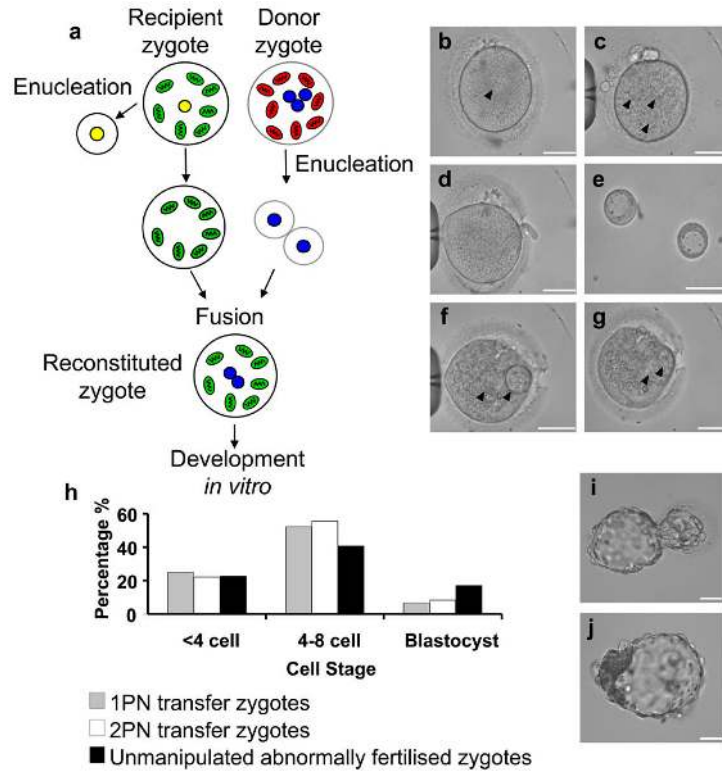 a
Recipient
zygote
Donor
zygote
Enucleation
Enucleation
Fusion
Reconstituted
zygote
Development
in vitro
b
c
d
e
f
g
h
Percentage %
60
40
20
0
<4 cell
4-8 cell
Blastocyst
Cell Stage
1PN transfer zygotes
2PN transfer zygotes
Unmanipulated abnormally fertilised zygotes
i
j